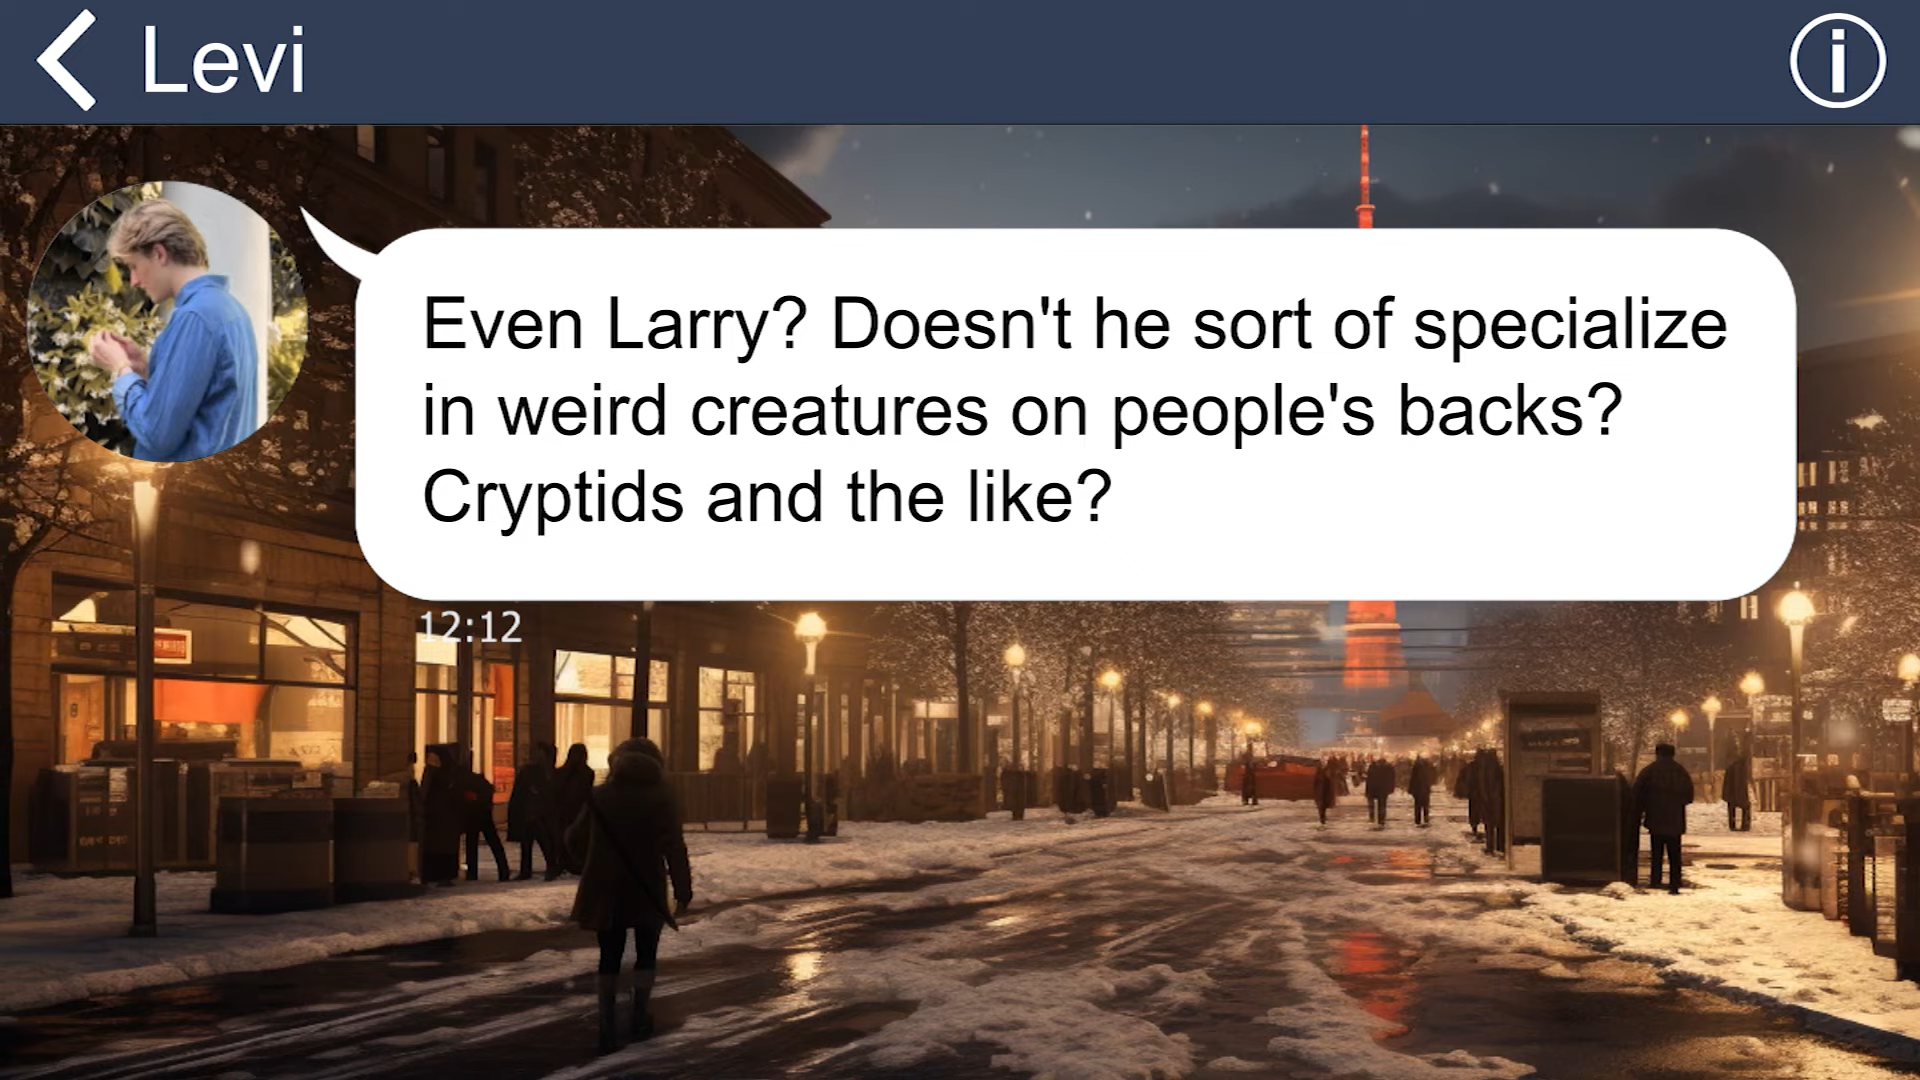 Levi
Even Larry? Doesn't he sort of specialize
in weird creatures on people's backs?
Cryptids and the like?
12:12